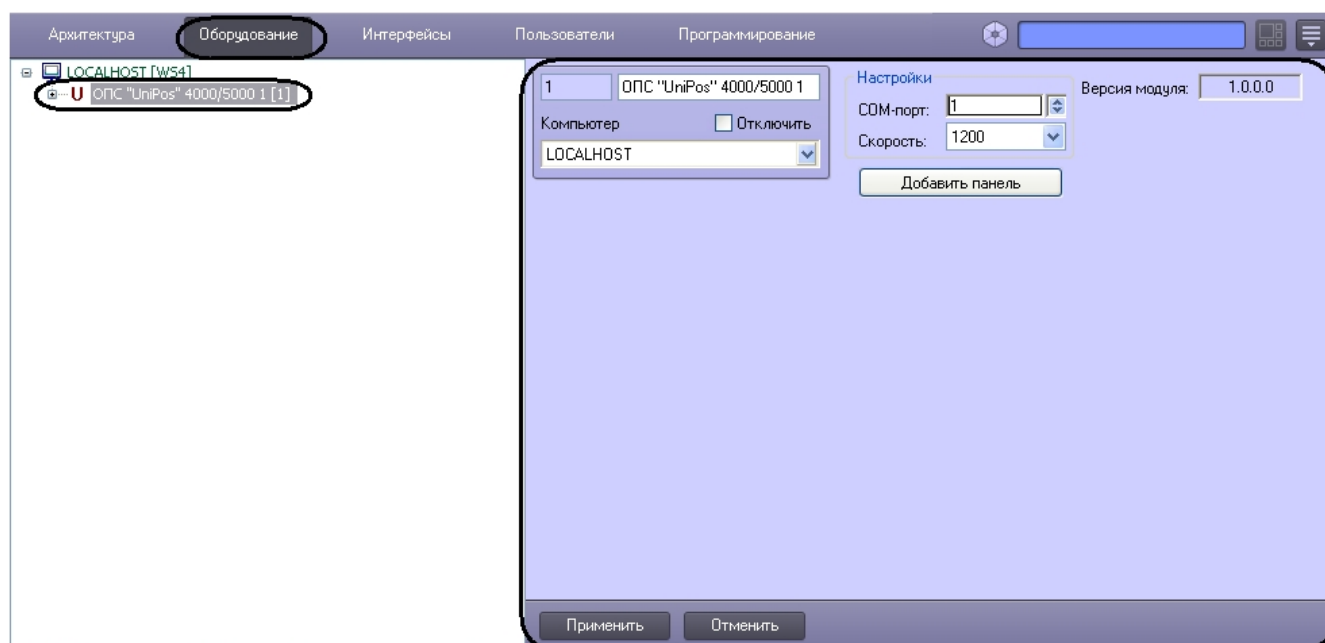 Архитектура Оборудование Интерфейсы Пользователи Программирование
LOCALHOST [WS4]
U ОПС "UniPos" 4000/5000 1 [1]
1 ОПС "UniPos" 4000/5000 1
Компьютер Отключить
LOCALHOST
Настройки
COM-порт: 1
Скорость: 1200
Добавить панель
Версия модуля: 1.0.0.0
Применить Отменить